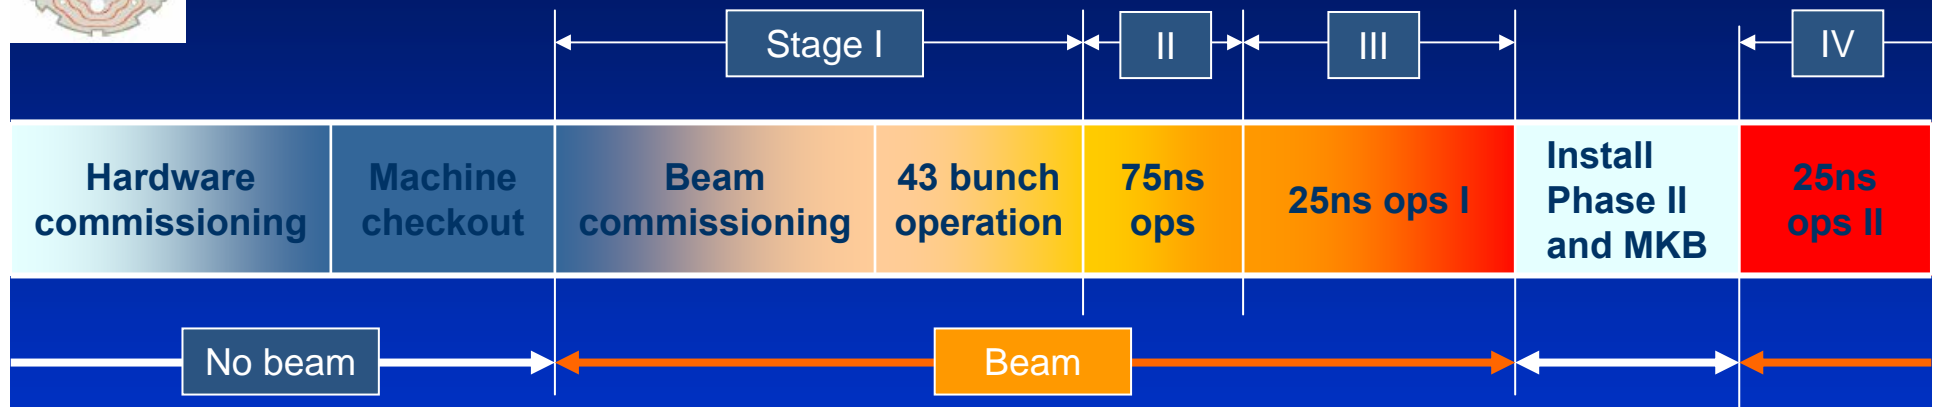 Stage I
II
III
IV
Hardware
commissioning
Machine
checkout
Beam
commissioning
43 bunch
operation
75ns
ops
25ns ops I
Install
Phase II
and MKB
25ns
ops II
No beam
Beam